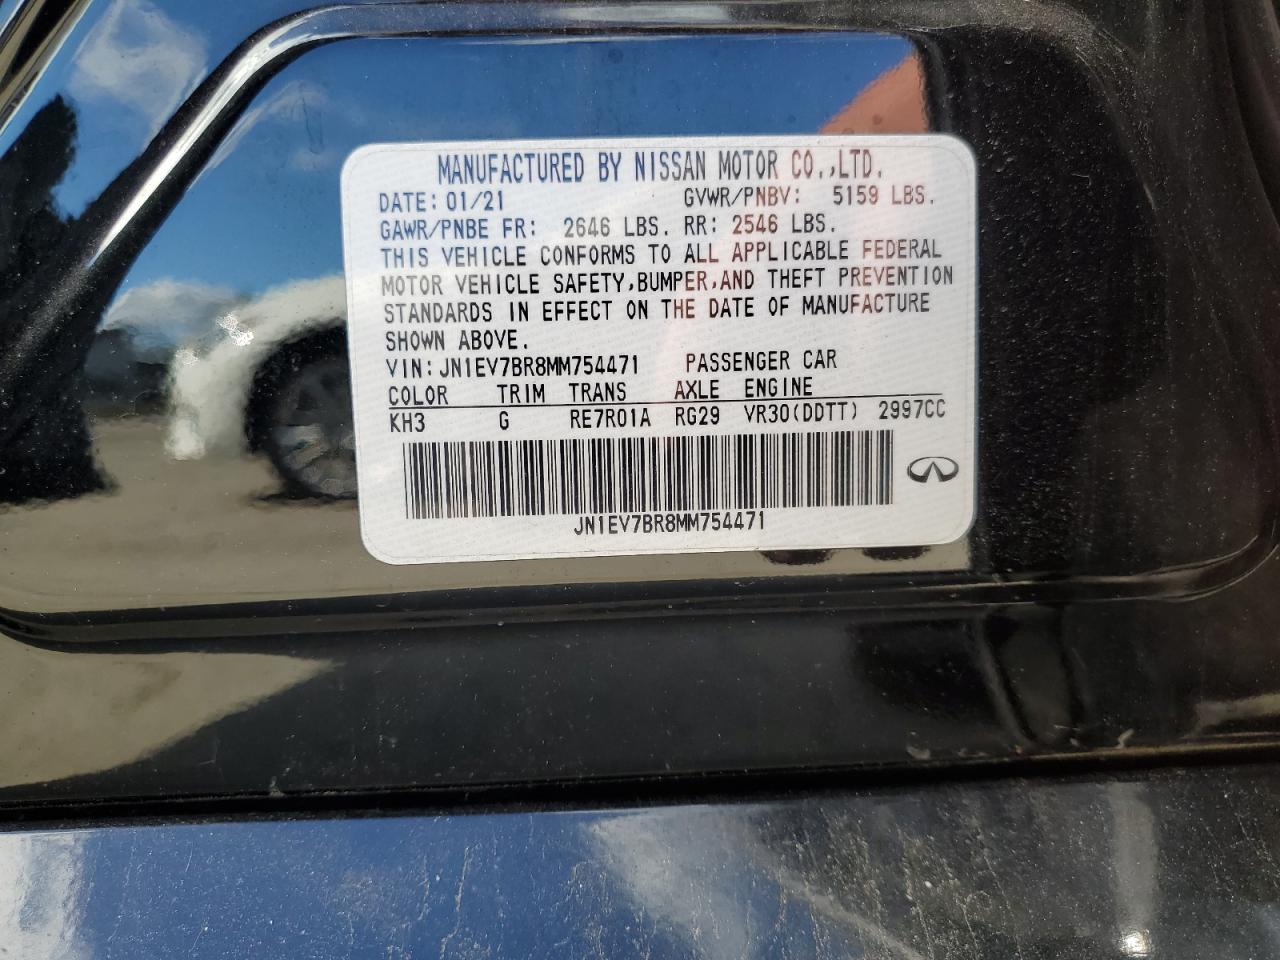 MANUFACTURED BY NISSAN MOTOR CO.,LTD.
DATE: 01/21 GVWR/PNBV: 5159 LBS.
GAWR/PNBE FR: 2646 LBS. RR: 2546 LBS.
THIS VEHICLE CONFORMS TO ALL APPLICABLE FEDERAL
MOTOR VEHICLE SAFETY,BUMPER,AND THEFT PREVENTION
STANDARDS IN EFFECT ON THE DATE OF MANUFACTURE
SHOWN ABOVE.
VIN:JN1EV7BR8MM754471 PASSENGER CAR
COLOR TRIM TRANS AXLE ENGINE
KH3 G RE7R01A RG29 VR30(DDTT) 2997CC
JN1EV7BR8MM754471